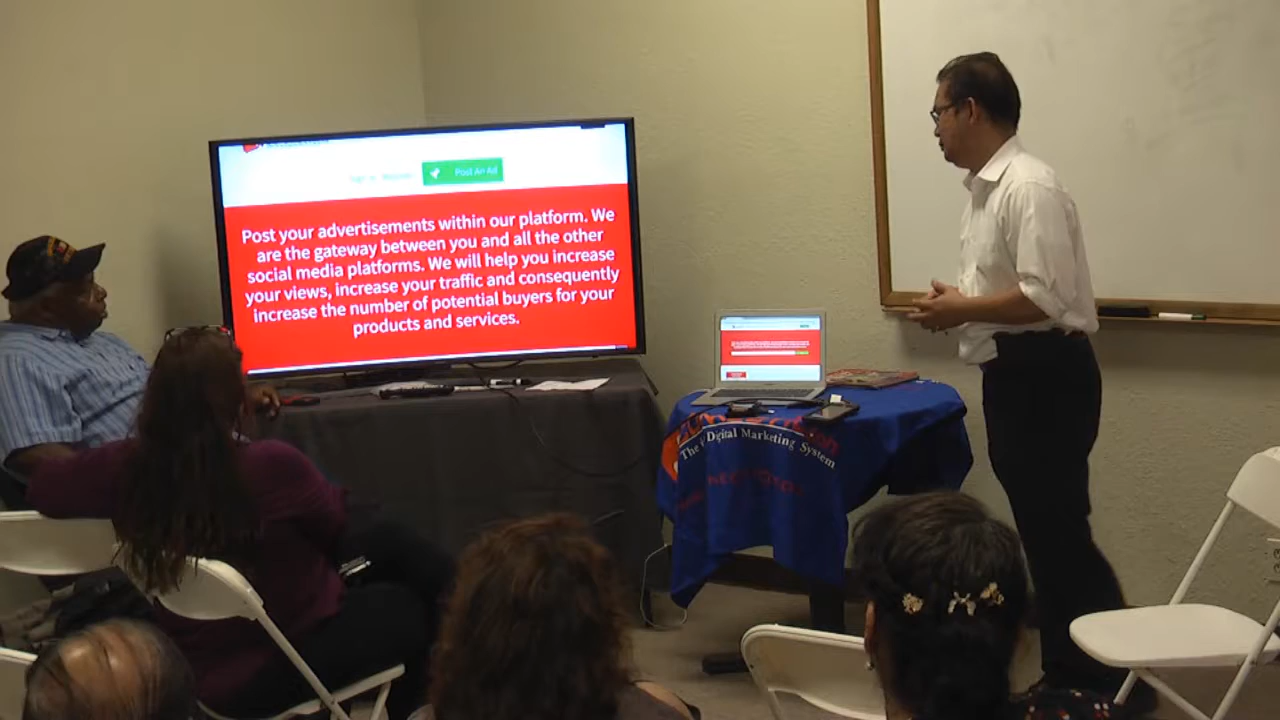 Post An Ad
Post your advertisements within our platform. We
are the gateway between you and all the other
social media platforms. We will help you increase
your views, increase your traffic and consequently
increase the number of potential buyers for your
products and services.
Digital Marketing System